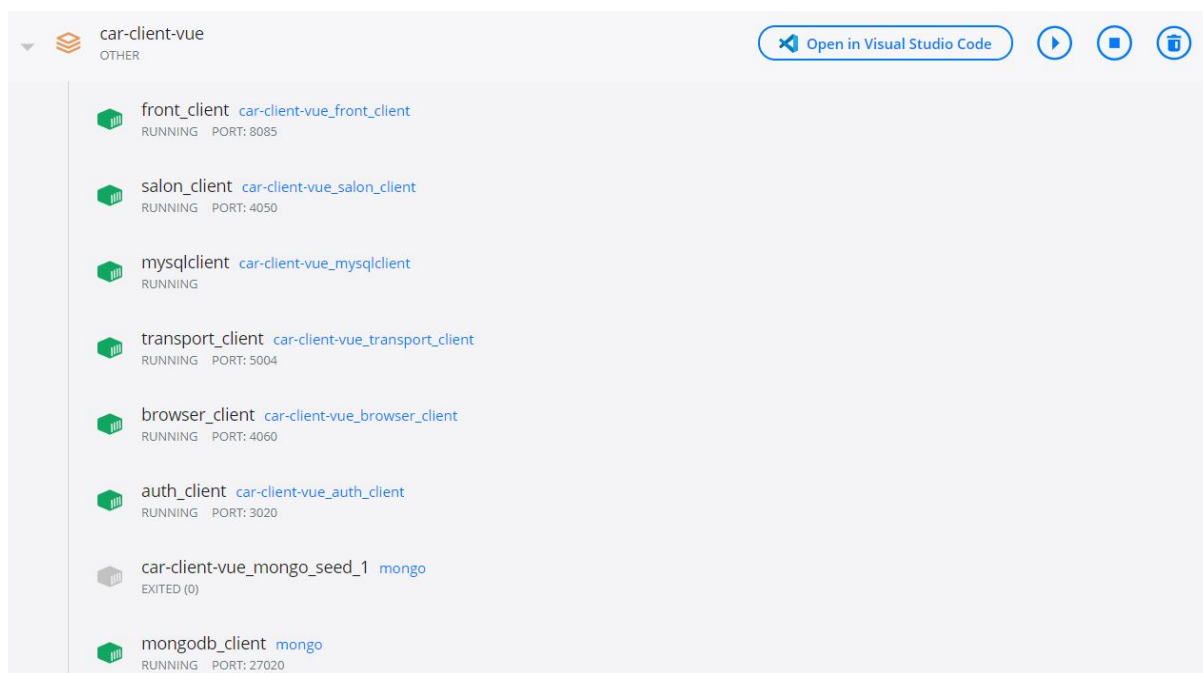 car-client-vue
OTHER
Open in Visual Studio Code
front_client car-client-vue_front_client
RUNNING PORT: 8085
salon_client car-client-vue_salon_client
RUNNING PORT: 4050
mysqlclient car-client-vue_mysqlclient
RUNNING
transport_client car-client-vue_transport_client
RUNNING PORT: 5004
browser_client car-client-vue_browser_client
RUNNING PORT: 4060
auth_client car-client-vue_auth_client
RUNNING PORT: 3020
car-client-vue_mongo_seed_1 mongo
EXITED (0)
mongodb_client mongo
RUNNING PORT: 27020